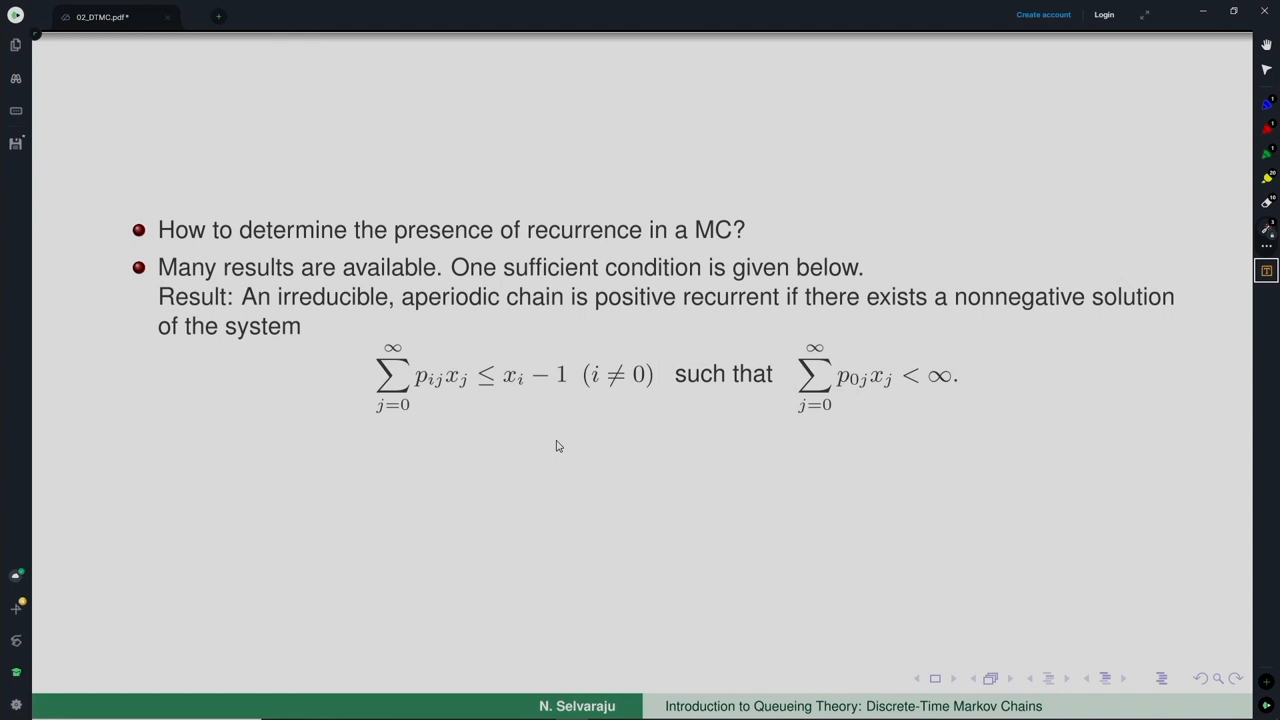 02_DTMC.pdf*
Create account
Login
How to determine the presence of recurrence in a MC?
Many results are available. One sufficient condition is given below.
Result: An irreducible, aperiodic chain is positive recurrent if there exists a nonnegative solution
of the system
∑_{j=0}^{∞} p_{ij}x_j ≤ x_i − 1 (i ≠ 0) such that ∑_{j=0}^{∞} p_{0j}x_j < ∞.
N. Selvaraju
Introduction to Queueing Theory: Discrete-Time Markov Chains